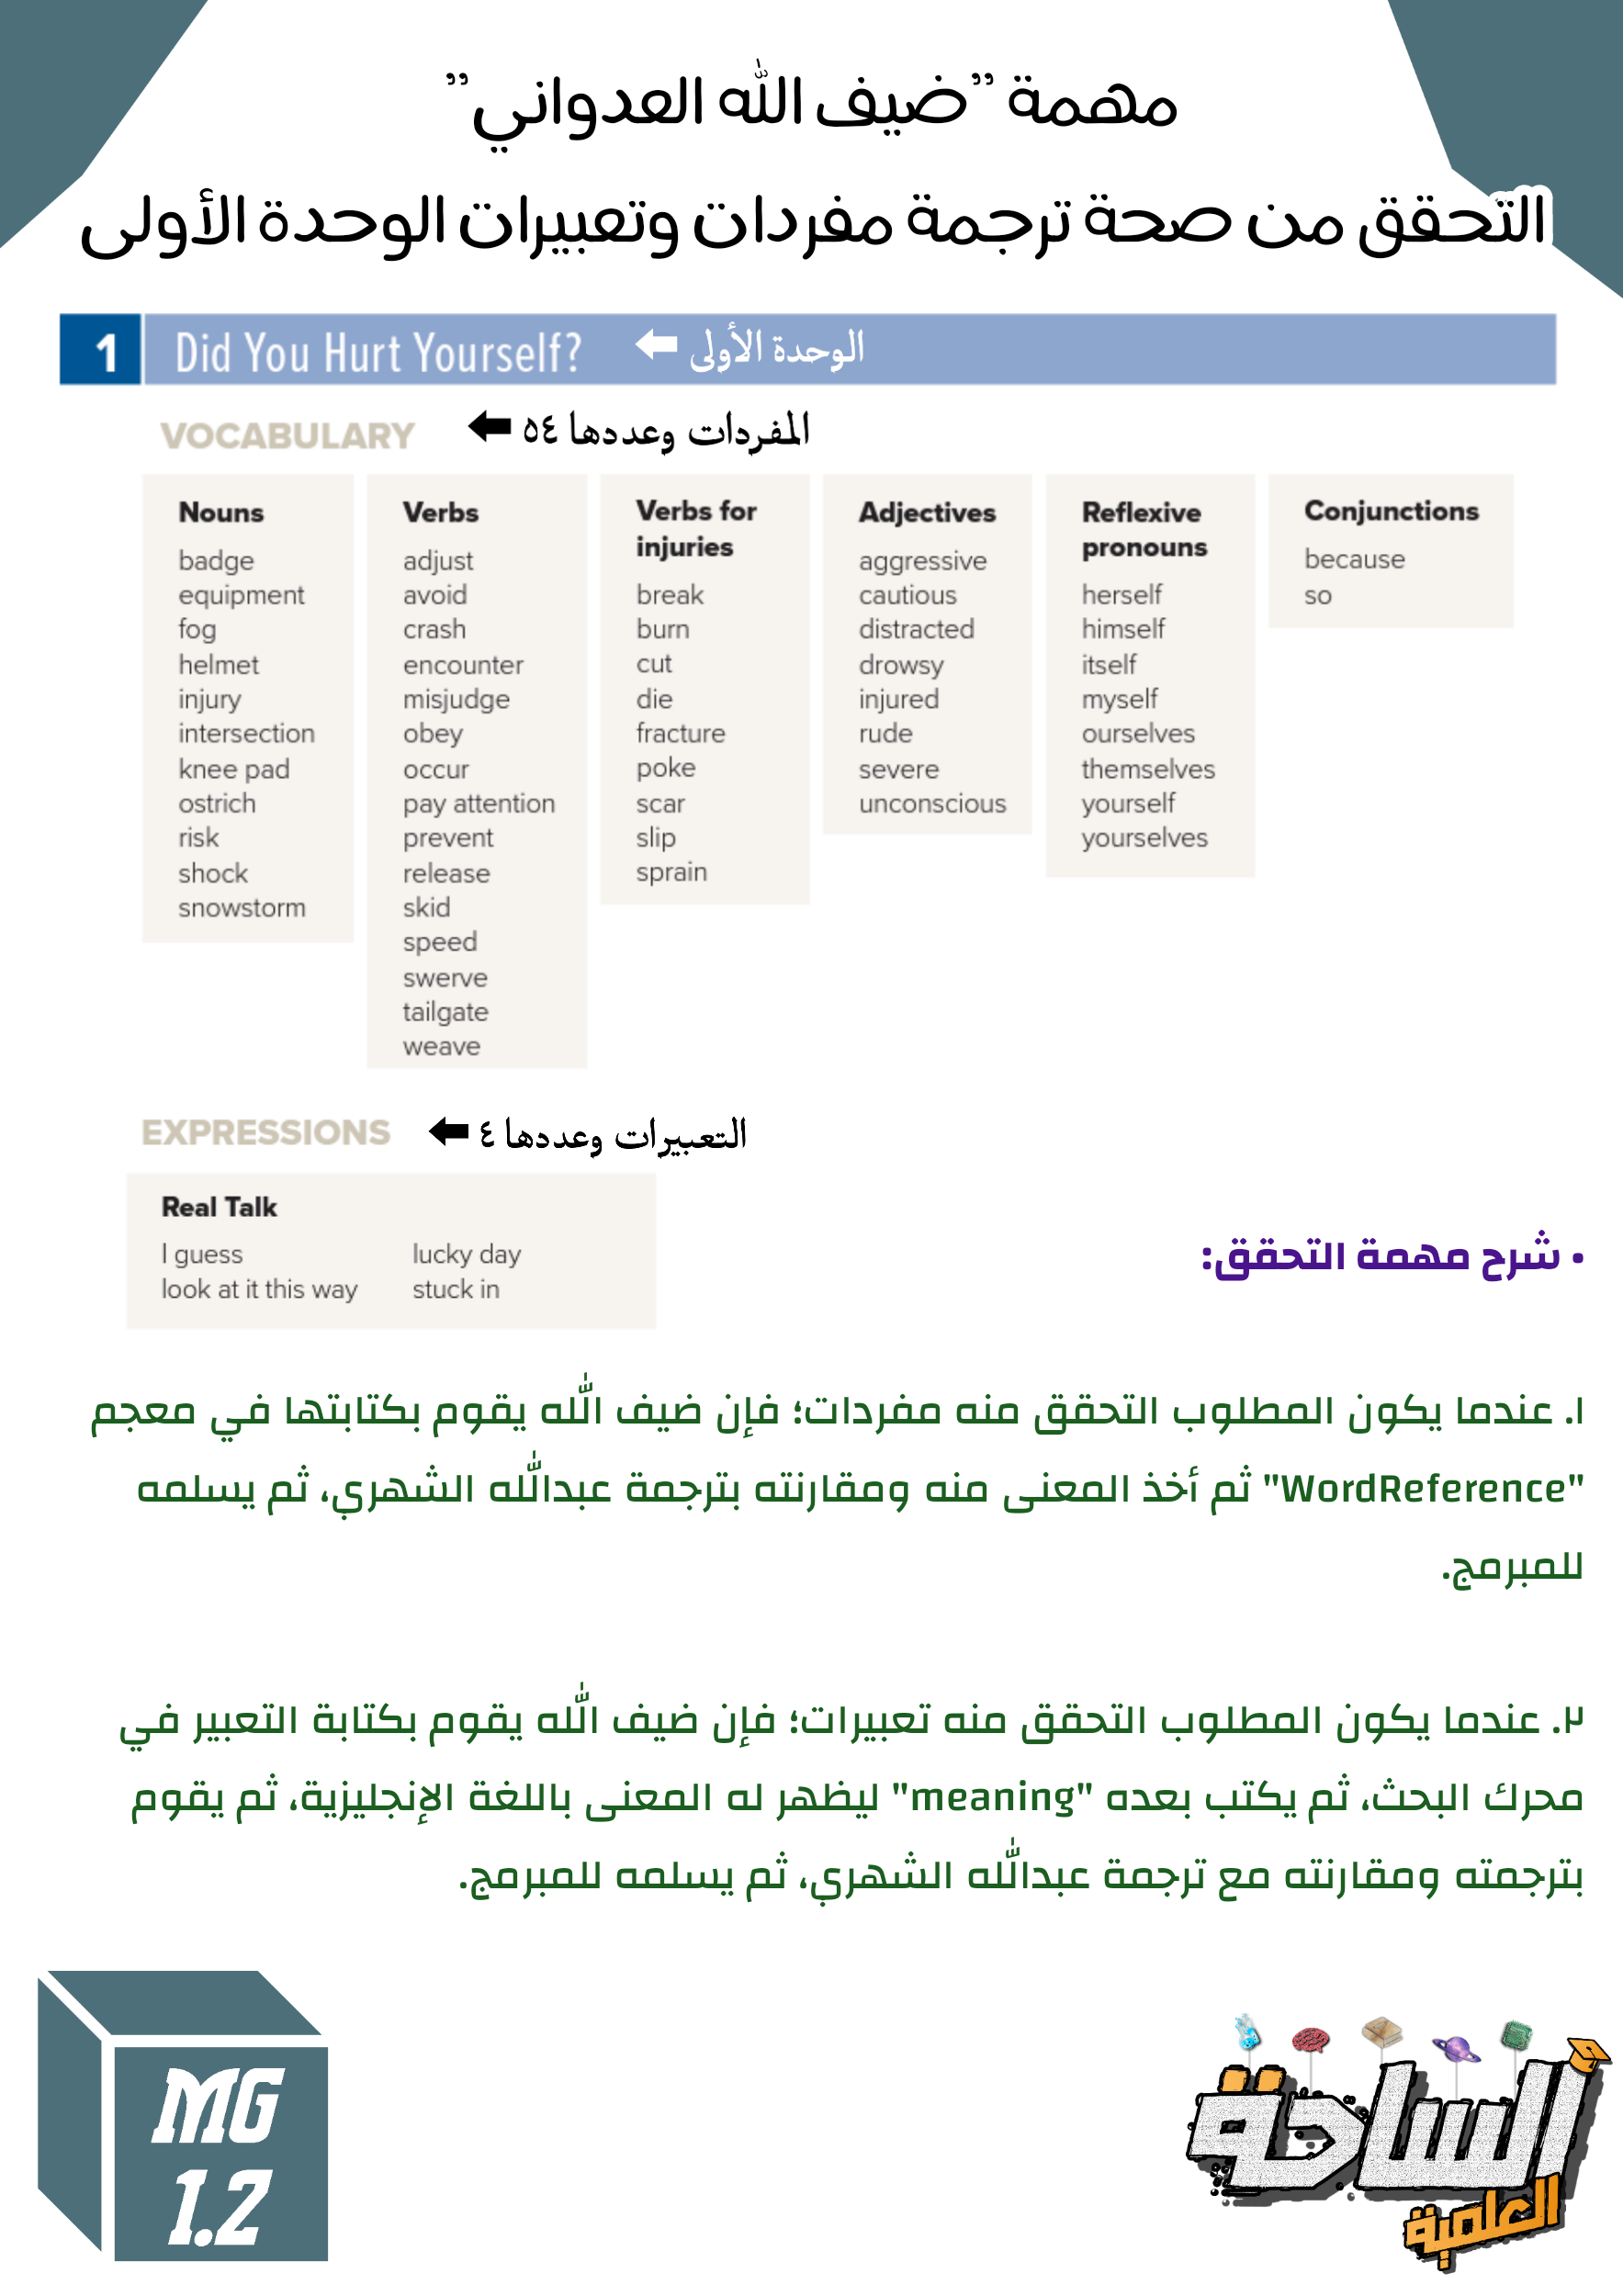 مهمة "ضيف الله العدواني"
التحقق من صحة ترجمة مفردات وتعبيرات الوحدة الأولى
1 Did You Hurt Yourself? ⬅ الوحدة الأولى
VOCABULARY ⬅ المفردات وعددها ٥٤
Nouns
badge
equipment
fog
helmet
injury
intersection
knee pad
ostrich
risk
shock
snowstorm
Verbs
adjust
avoid
crash
encounter
misjudge
obey
occur
pay attention
prevent
release
skid
speed
swerve
tailgate
weave
Verbs for
injuries
break
burn
cut
die
fracture
poke
scar
slip
sprain
Adjectives
aggressive
cautious
distracted
drowsy
injured
rude
severe
unconscious
Reflexive
pronouns
herself
himself
itself
myself
ourselves
themselves
yourself
yourselves
Conjunctions
because
so
EXPRESSIONS ⬅ التعبيرات وعددها ٤
Real Talk
I guess
look at it this way
lucky day
stuck in
• شرح مهمة التحقق:
١. عندما يكون المطلوب التحقق منه مفردات؛ فإن ضيف الله يقوم بكتابتها في معجم
"WordReference" ثم أخذ المعنى منه ومقارنته بترجمة عبدالله الشهري، ثم يسلمه
للمبرمج.
٢. عندما يكون المطلوب التحقق منه تعبيرات؛ فإن ضيف الله يقوم بكتابة التعبير في
محرك البحث، ثم يكتب بعده "meaning" ليظهر له المعنى باللغة الإنجليزية، ثم يقوم
بترجمته ومقارنته مع ترجمة عبدالله الشهري، ثم يسلمه للمبرمج.
MG
1.2
الساحة
العلمية